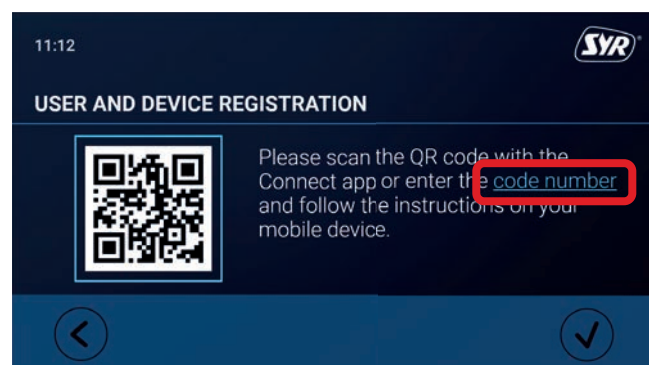 11:12
SYR
USER AND DEVICE REGISTRATION
Please scan the QR code with the
Connect app or enter the code number
and follow the instructions on your
mobile device.